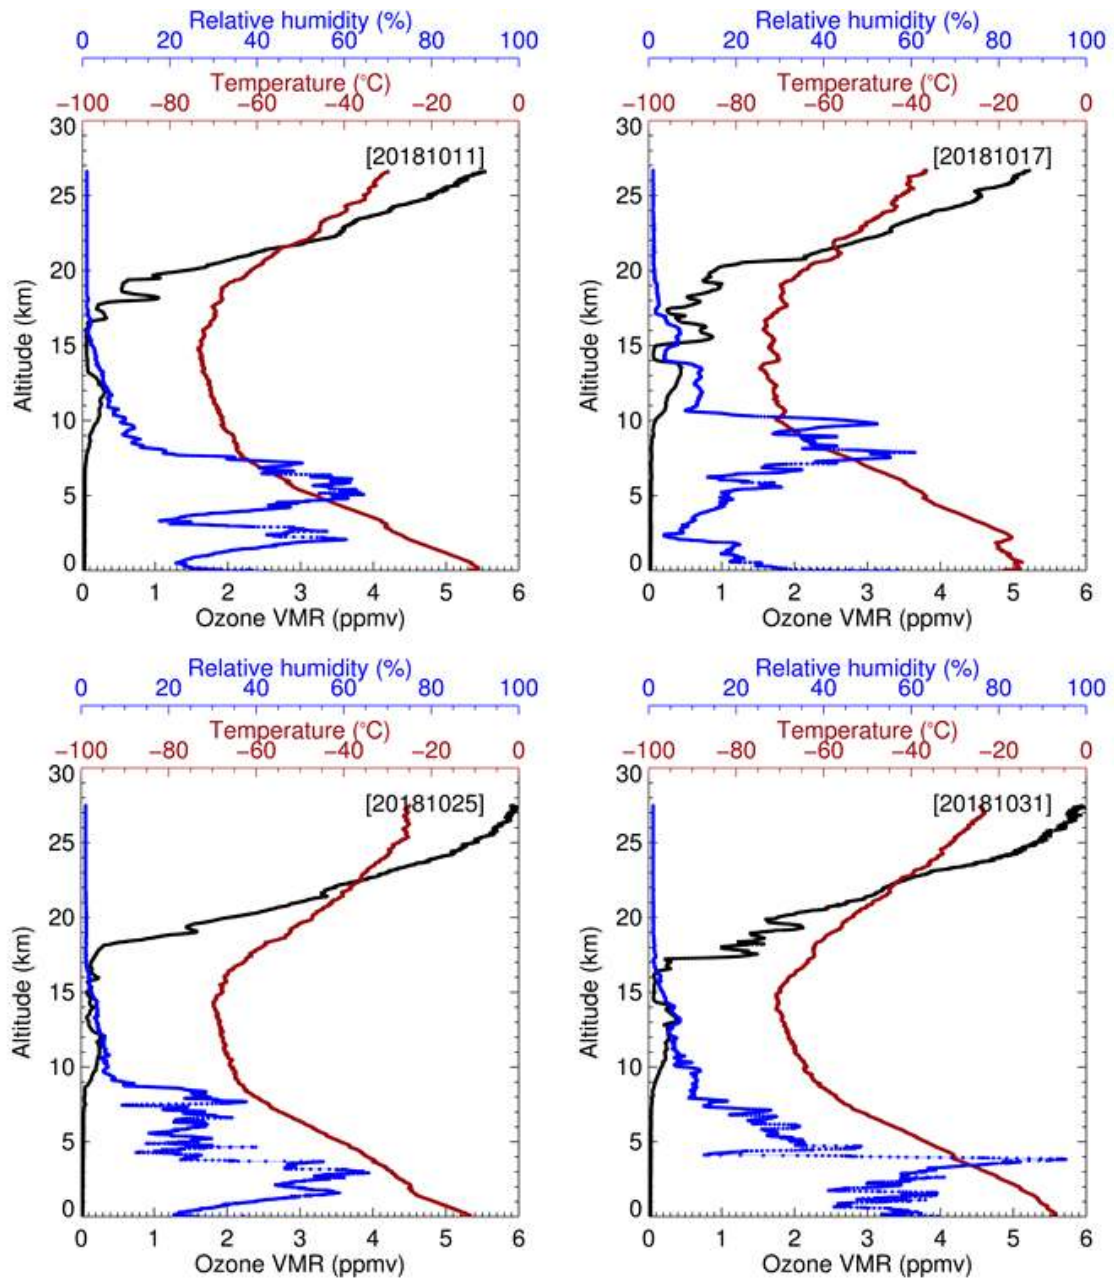 Relative humidity (%)
0 20 40 60 80 100
Temperature (°C)
−100 −80 −60 −40 −20 0
[20181011]
30
25
20
15
10
5
0
Altitude (km)
0 1 2 3 4 5 6
Ozone VMR (ppmv)
Relative humidity (%)
0 20 40 60 80 100
Temperature (°C)
−100 −80 −60 −40 −20 0
[20181017]
30
25
20
15
10
5
0
Altitude (km)
0 1 2 3 4 5 6
Ozone VMR (ppmv)
Relative humidity (%)
0 20 40 60 80 100
Temperature (°C)
−100 −80 −60 −40 −20 0
[20181025]
30
25
20
15
10
5
0
Altitude (km)
0 1 2 3 4 5 6
Ozone VMR (ppmv)
Relative humidity (%)
0 20 40 60 80 100
Temperature (°C)
−100 −80 −60 −40 −20 0
[20181031]
30
25
20
15
10
5
0
Altitude (km)
0 1 2 3 4 5 6
Ozone VMR (ppmv)